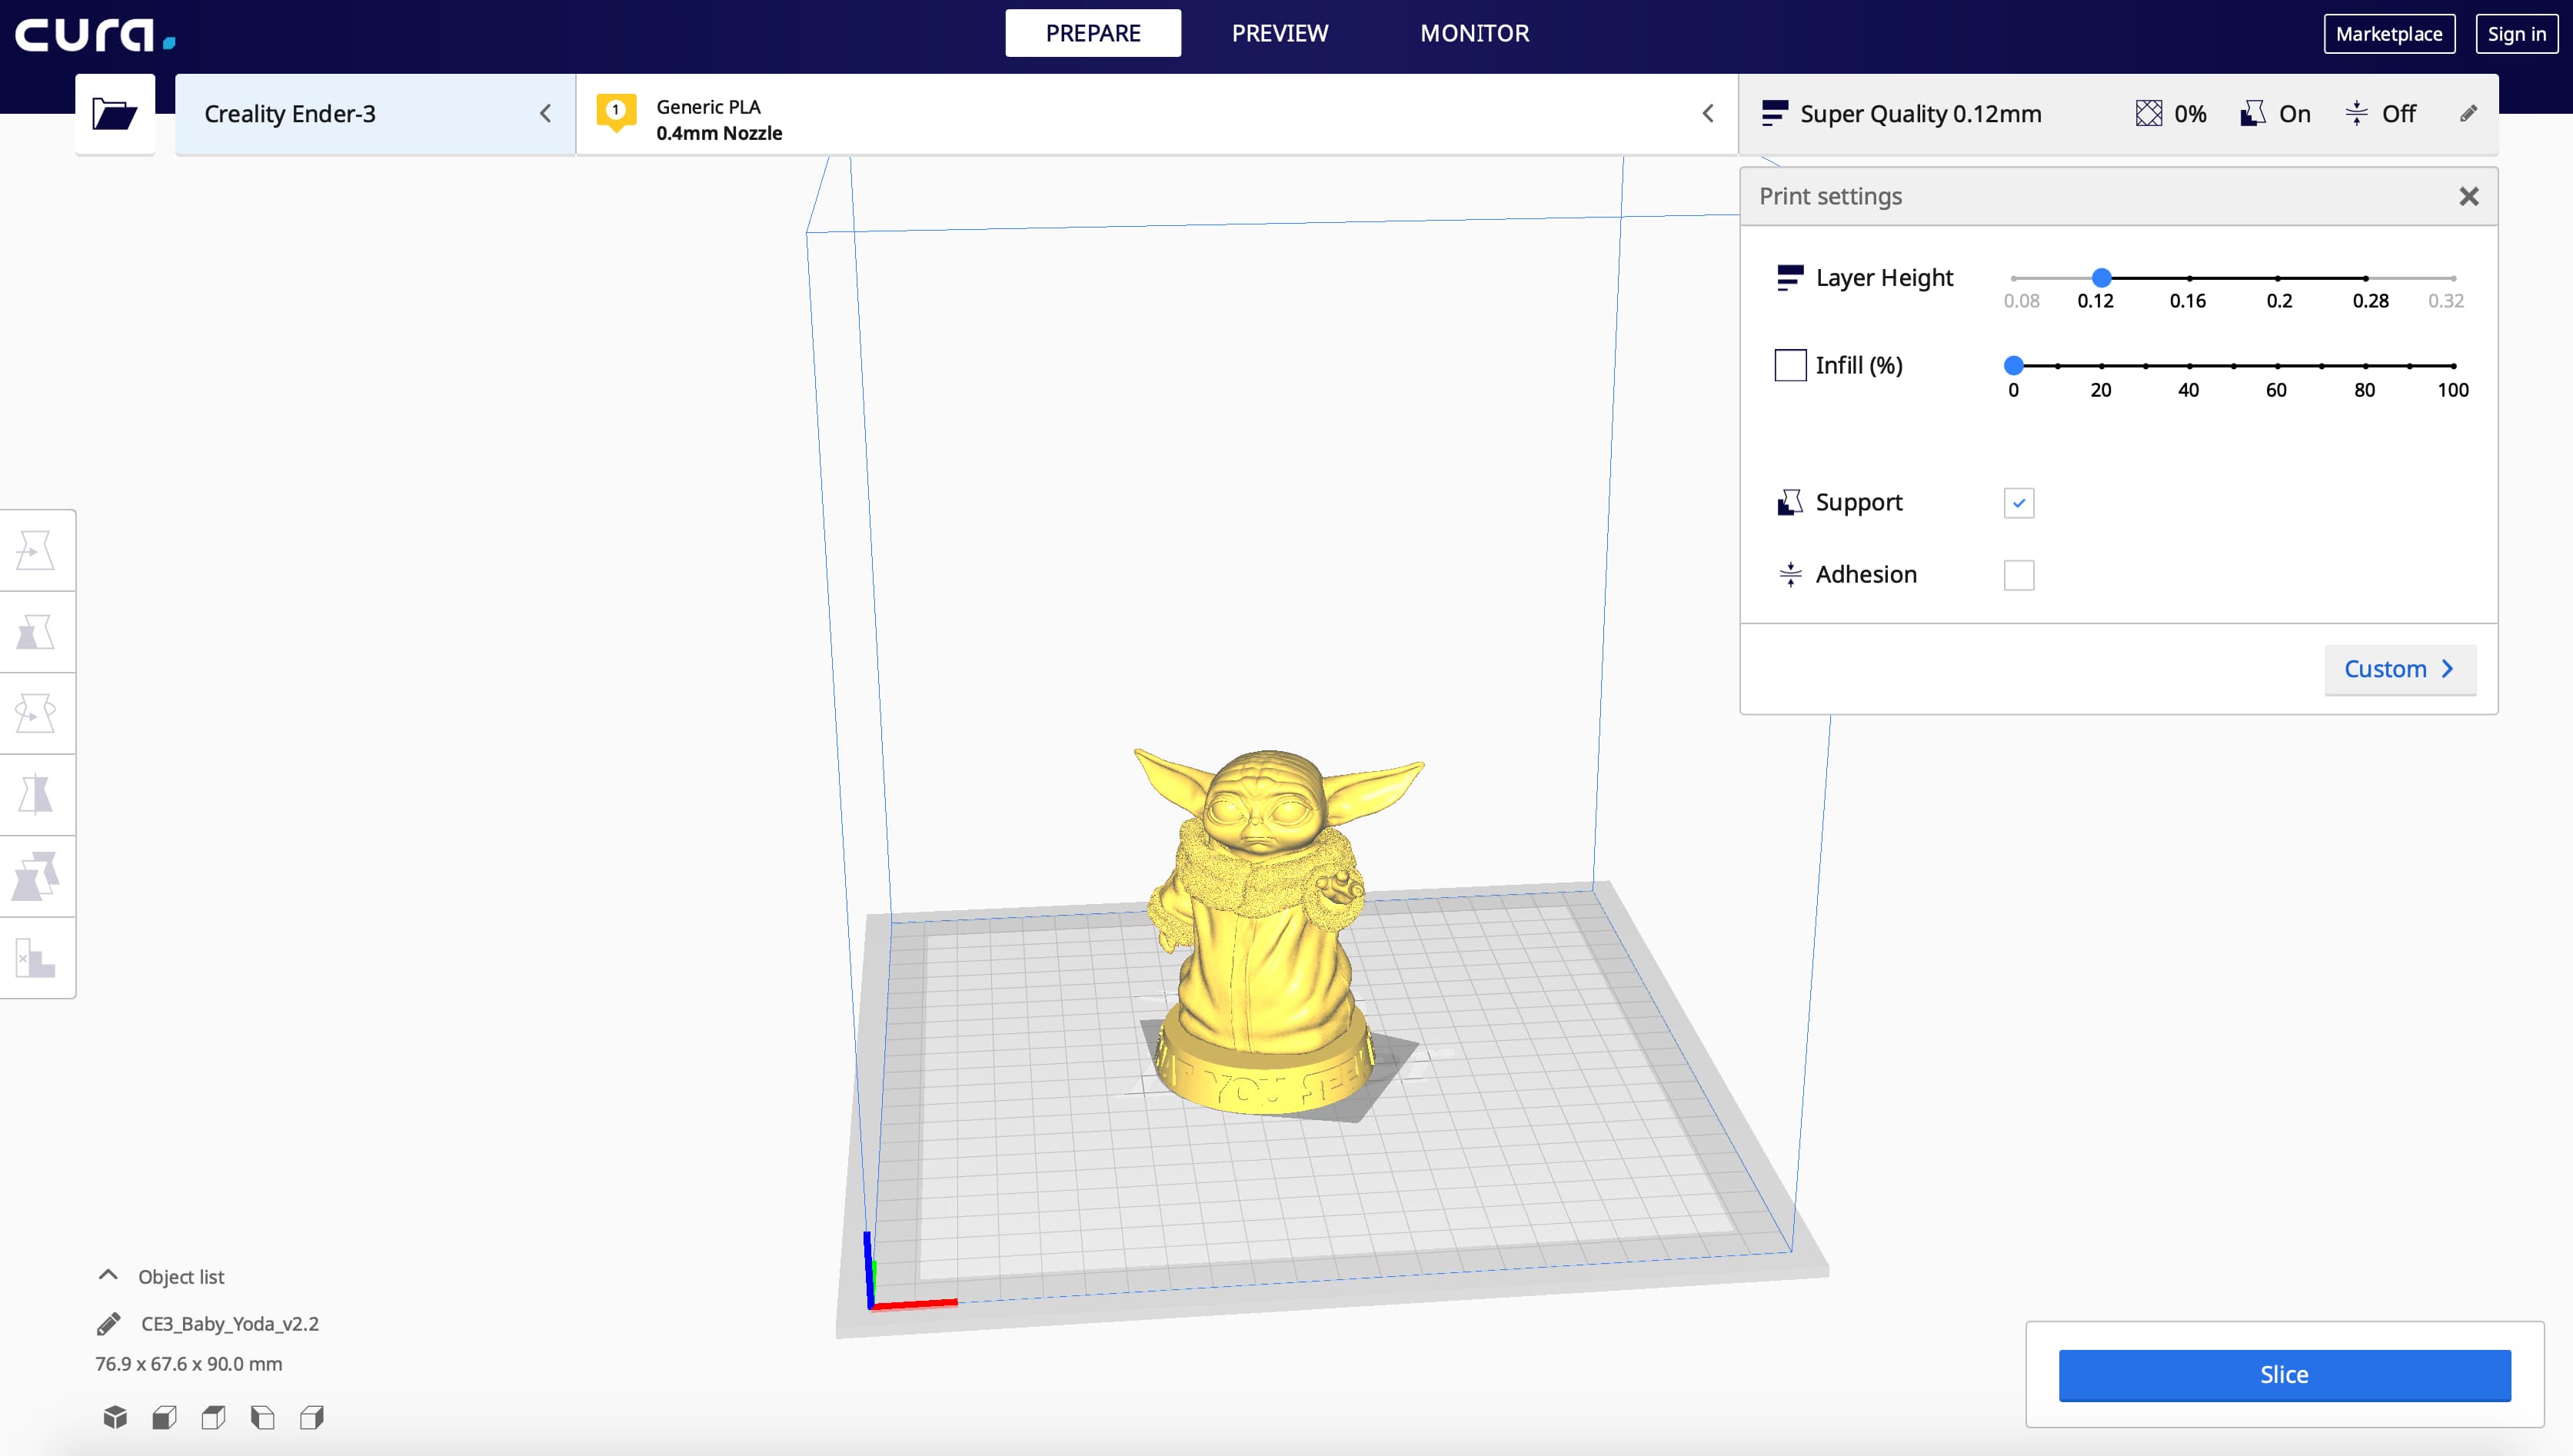 cura.
PREPARE
PREVIEW
MONITOR
Marketplace
Sign in
Creality Ender-3
1
Generic PLA
0.4mm Nozzle
Super Quality 0.12mm
0%
On
Off
Print settings
Layer Height
0.08 0.12 0.16 0.2 0.28 0.32
Infill (%)
0 20 40 60 80 100
Support
Adhesion
Custom
YOU SEE
Object list
CE3_Baby_Yoda_v2.2
76.9 x 67.6 x 90.0 mm
Slice